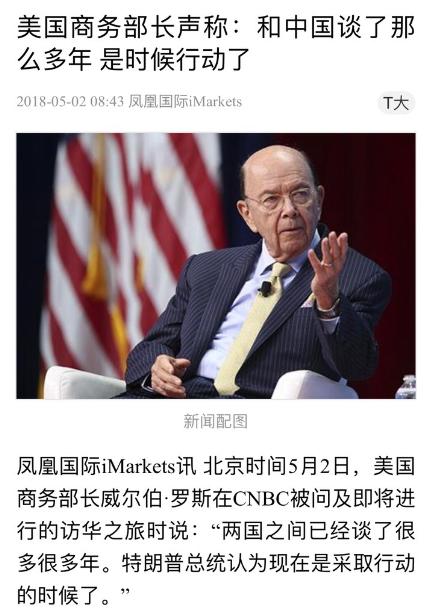 美国商务部长声称：和中国谈了那
么多年 是时候行动了
2018-05-02 08:43 凤凰国际iMarkets
T大
新闻配图
凤凰国际iMarkets讯 北京时间5月2日，美国
商务部长威尔伯·罗斯在CNBC被问及即将进
行的访华之旅时说：“两国之间已经谈了很
多很多年。特朗普总统认为现在是采取行动
的时候了。”